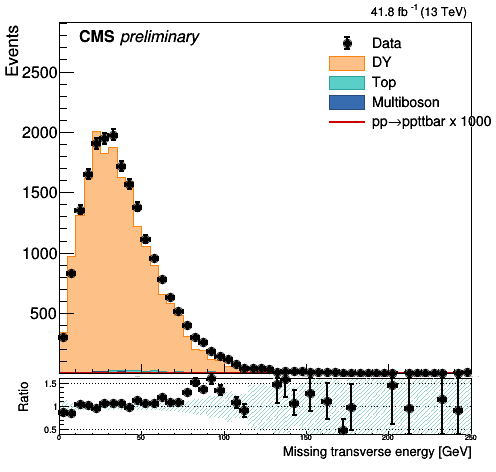 41.8 fb⁻¹ (13 TeV)
CMS preliminary
Events
Data
DY
Top
Multiboson
pp→ppttbar x 1000
2500
2000
1500
1000
500
Ratio
1.5
1
0.5
0 50 100 150 200 250
Missing transverse energy [GeV]